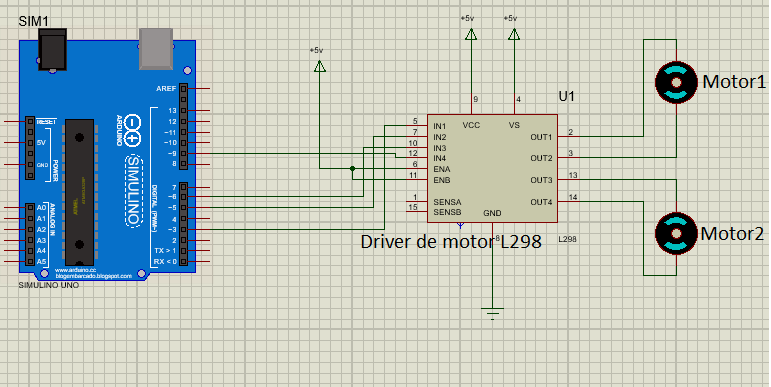 SIM1
AREF
13
12
~11
~10
~9
8
7
~6
~5
4
~3
2
TX > 1
RX < 0
RESET
5V
GND
POWER
A0
A1
A2
A3
A4
A5
ANALOG IN
ARDUINO
SIMULINO
DIGITAL (PWM~)
www.arduino.cc
blogembarcado.blogspot.com
SIMULINO UNO
+5v
+5v
+5v
U1
5
7
10
12
6
11
1
15
9
4
2
3
13
14
8
IN1
IN2
IN3
IN4
ENA
ENB
SENSA
SENSB
VCC
VS
OUT1
OUT2
OUT3
OUT4
GND
L298
Driver de motor L298
Motor1
Motor2